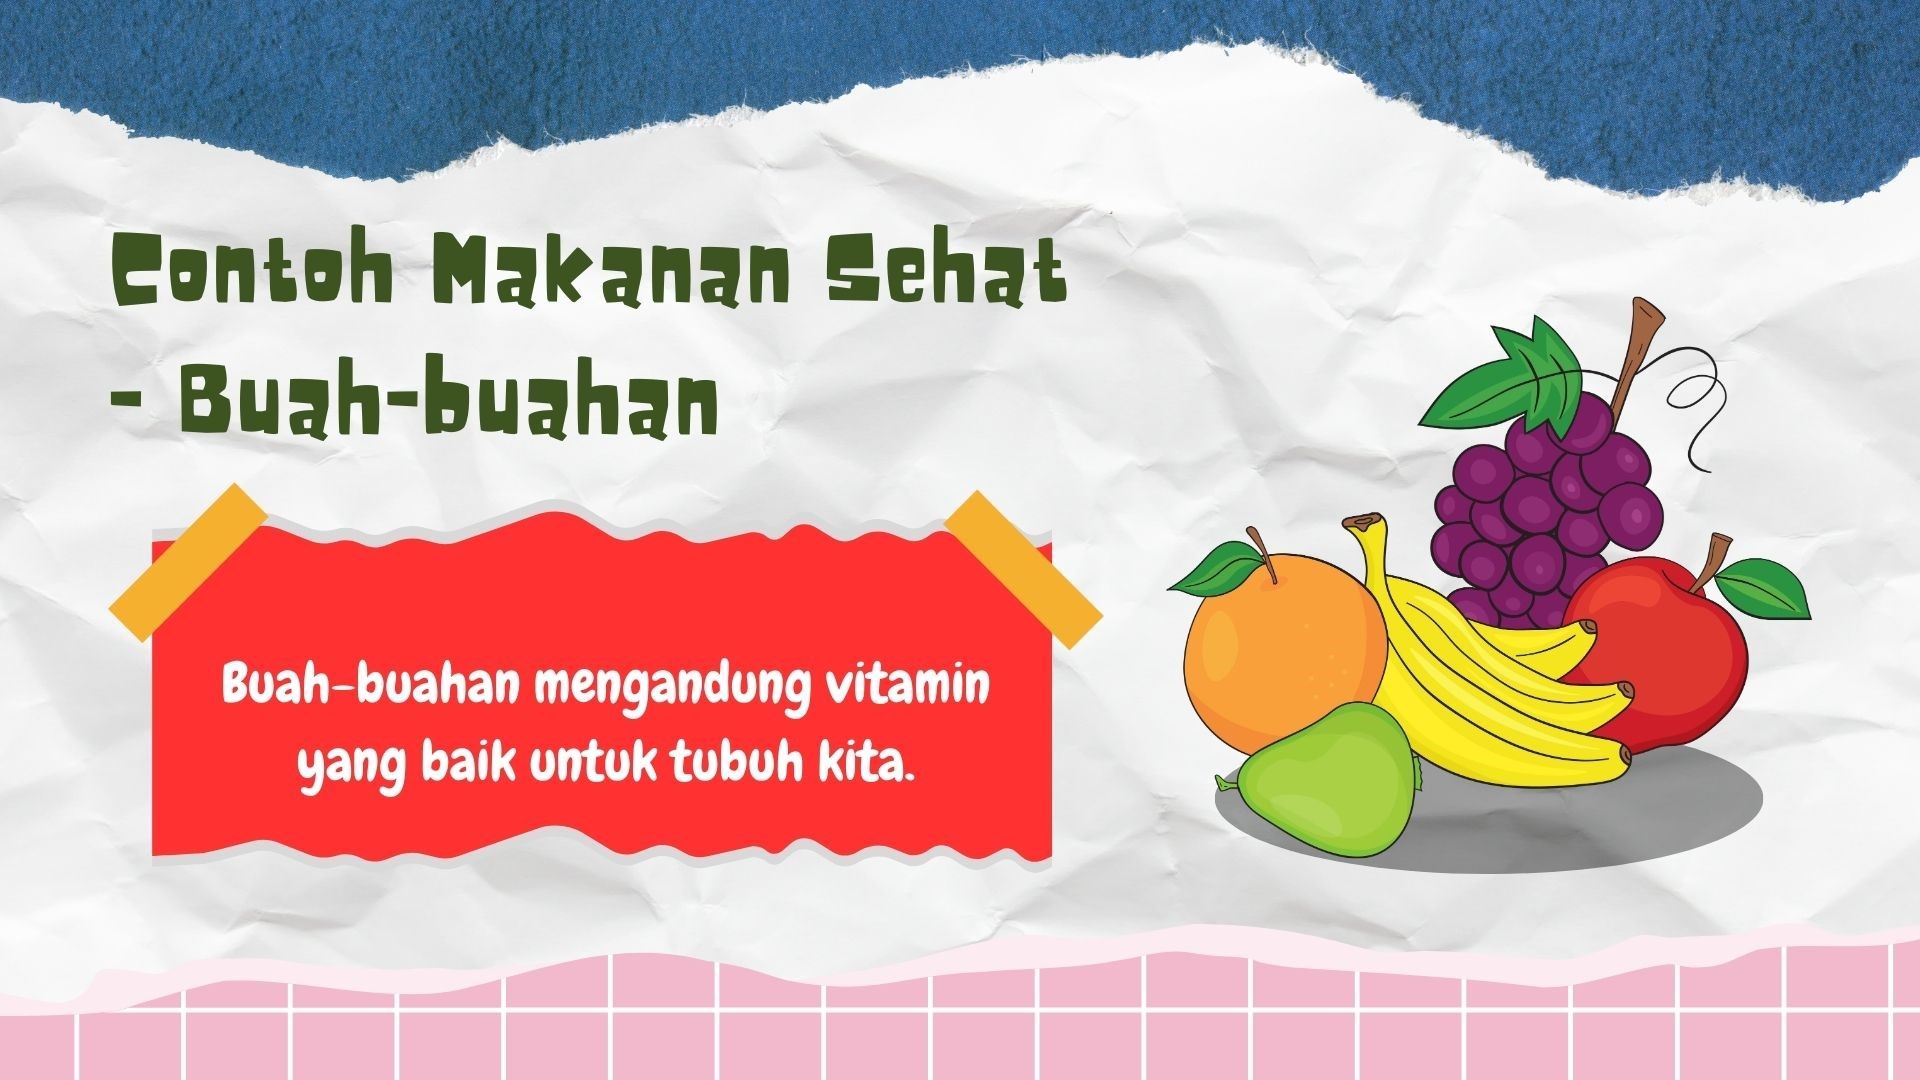 Contoh Makanan Sehat
- Buah-buahan
Buah-buahan mengandung vitamin
yang baik untuk tubuh kita.